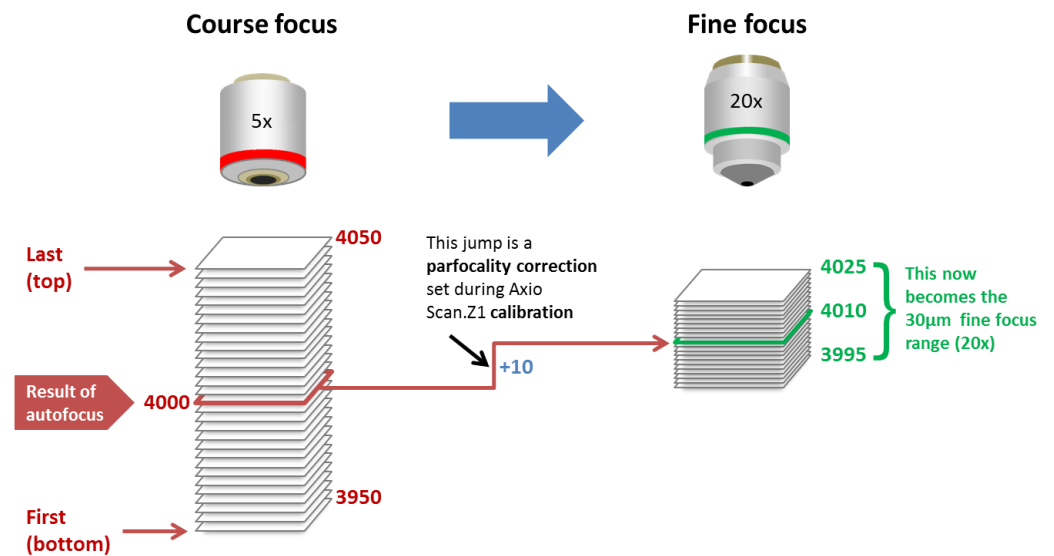 Course focus
Fine focus
5x
20x
Last
(top)
4050
This jump is a
parfocality correction
set during Axio
Scan.Z1 calibration
+10
4025
4010
3995
This now
becomes the
30µm  fine focus
range (20x)
Result of
autofocus
4000
3950
First
(bottom)